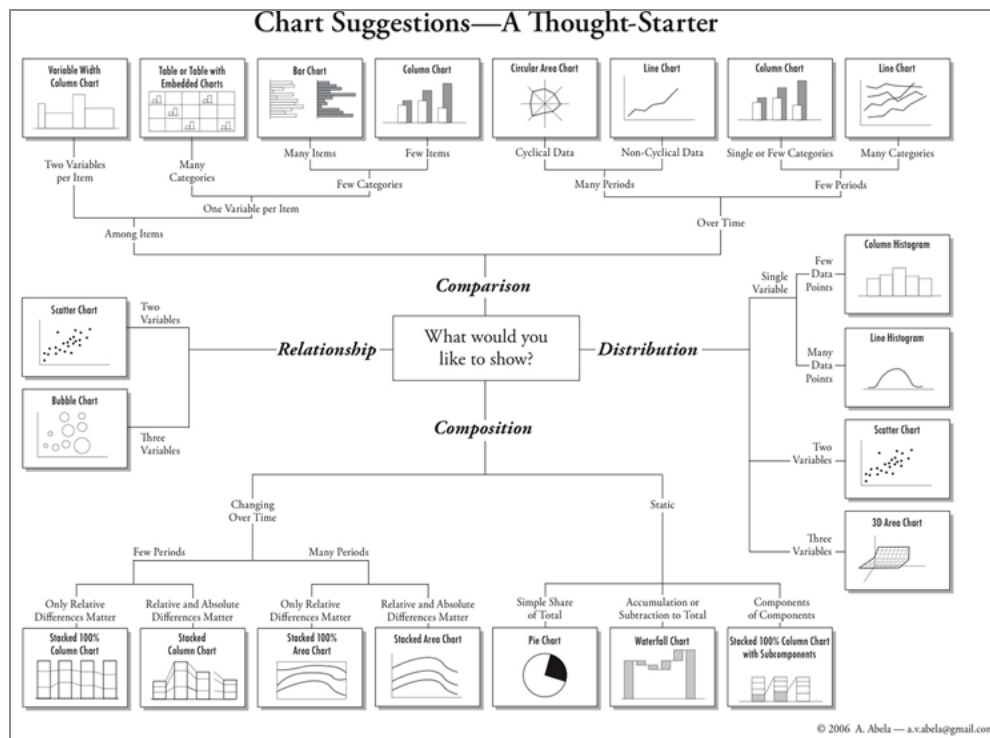 Chart Suggestions—A Thought-Starter
Variable Width
Column Chart
Table or Table with
Embedded Charts
Bar Chart
Column Chart
Circular Area Chart
Line Chart
Column Chart
Line Chart
Two Variables
per Item
Many
Categories
Many Items
Few Items
Cyclical Data
Non-Cyclical Data
Single or Few Categories
Many Categories
Few Categories
Many Periods
Few Periods
One Variable per Item
Among Items
Over Time
Comparison
What would you
like to show?
Relationship
Two
Variables
Scatter Chart
Three
Variables
Bubble Chart
Distribution
Single
Variable
Few
Data
Points
Column Histogram
Many
Data
Points
Line Histogram
Two
Variables
Scatter Chart
Three
Variables
3D Area Chart
Composition
Changing
Over Time
Static
Few Periods
Many Periods
Only Relative
Differences Matter
Relative and Absolute
Differences Matter
Only Relative
Differences Matter
Relative and Absolute
Differences Matter
Simple Share
of Total
Accumulation or
Subtraction to Total
Components
of Components
Stacked 100%
Column Chart
Stacked
Column Chart
Stacked 100%
Area Chart
Stacked Area Chart
Pie Chart
Waterfall Chart
Stacked 100% Column Chart
with Subcomponents
© 2006 A. Abela — a.v.abela@gmail.com